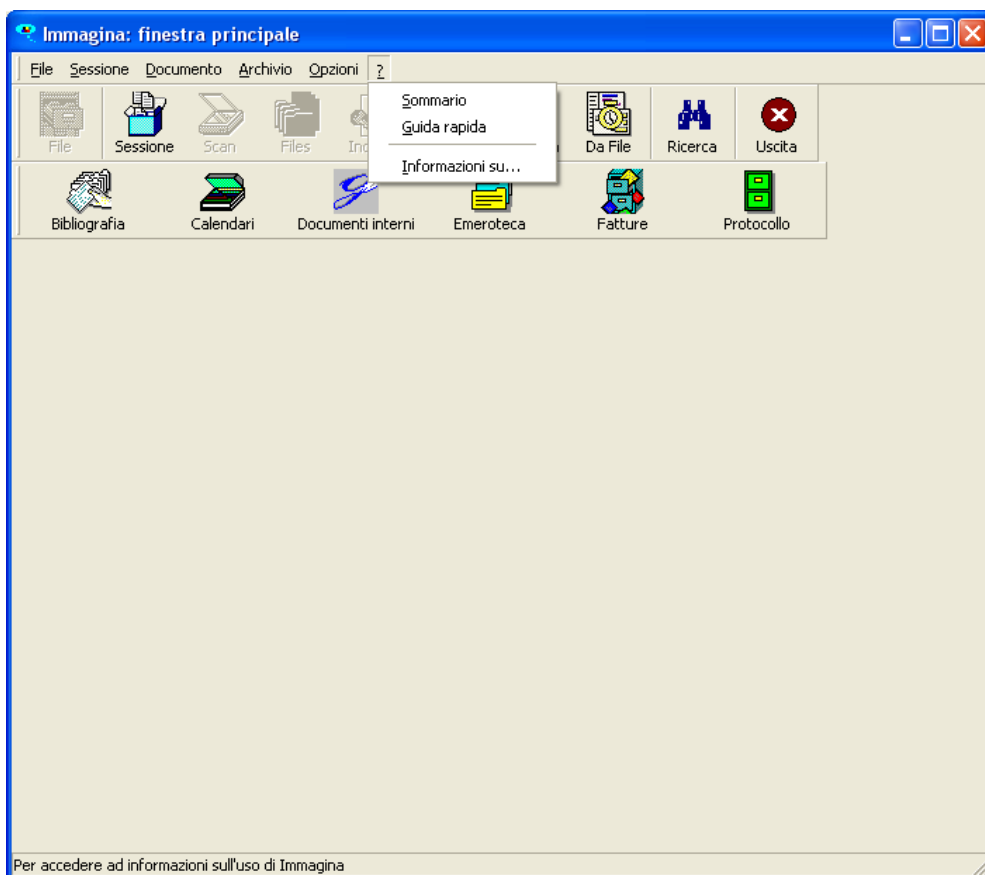 Immagina: finestra principale
File Sessione Documento Archivio Opzioni ?
Sommario
Guida rapida
Informazioni su...
File Sessione Scan Files Da File Ricerca Uscita
Bibliografia Calendari Documenti interni Emeroteca Fatture Protocollo
Per accedere ad informazioni sull'uso di Immagina